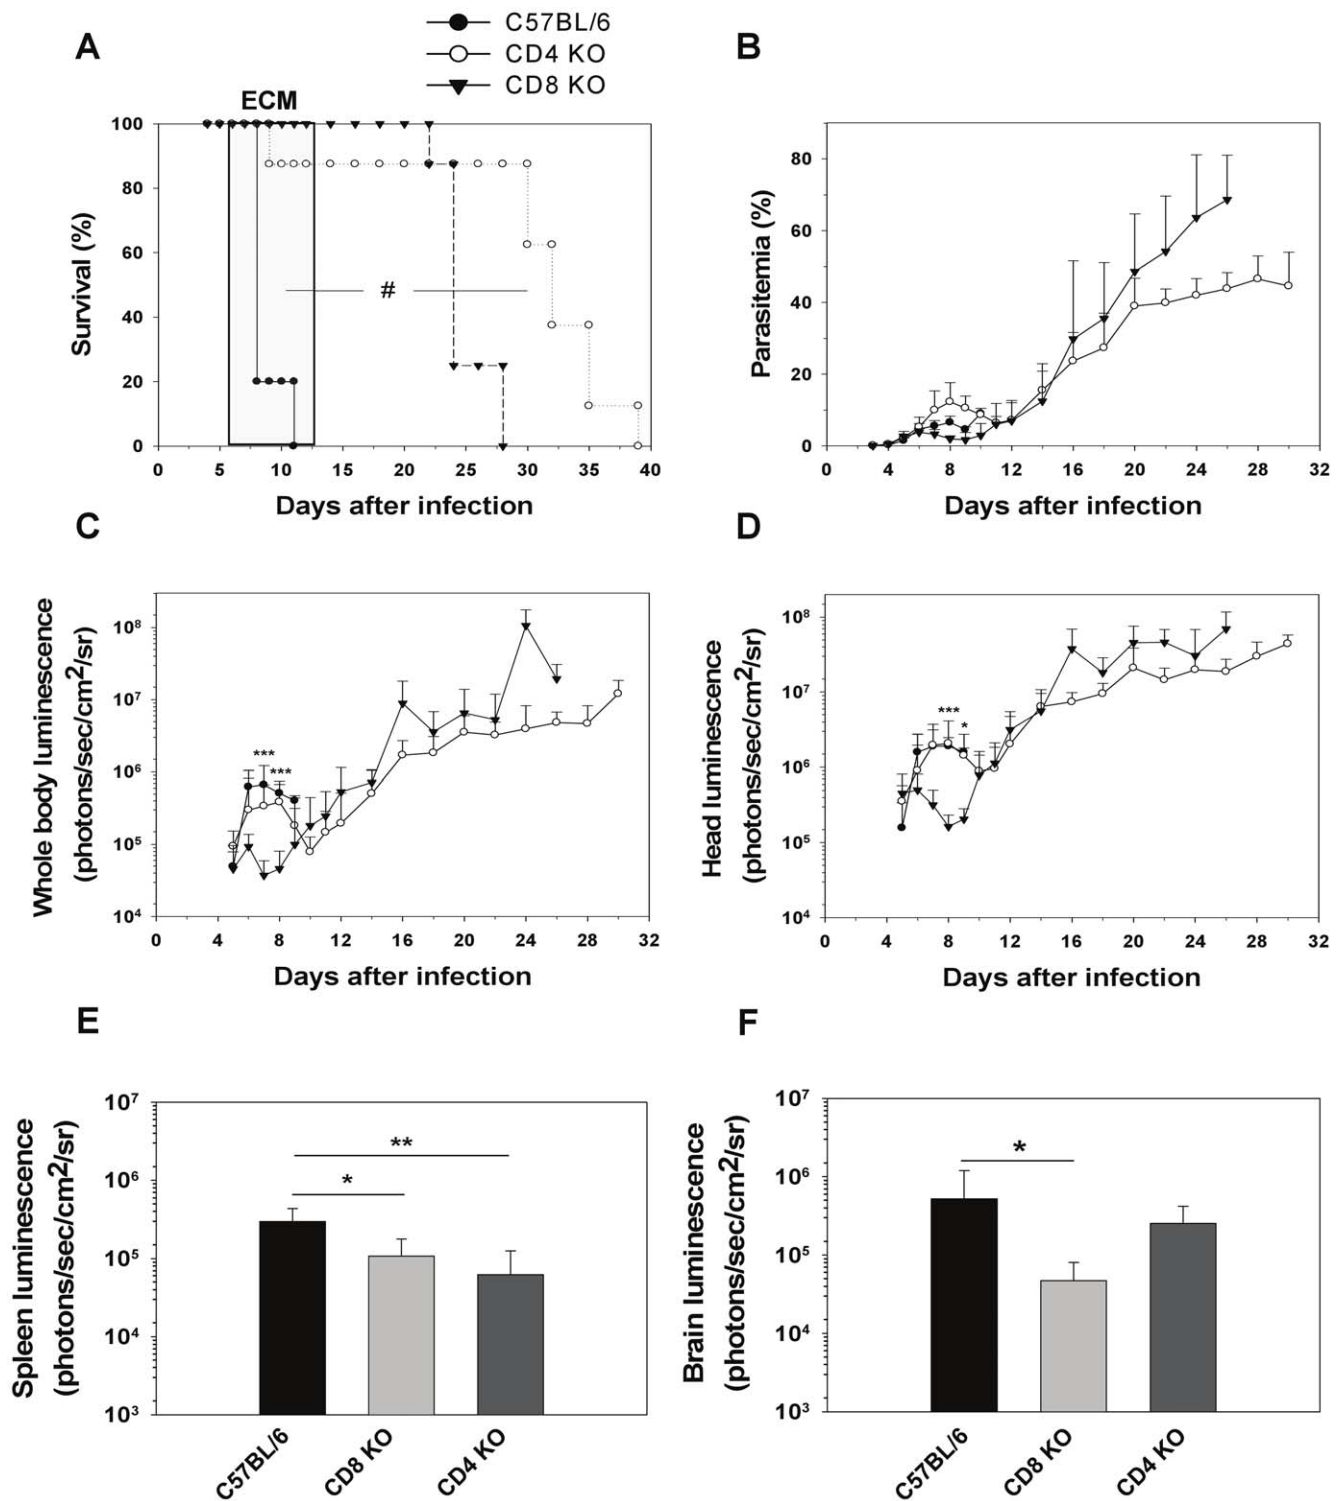 A
C57BL/6
CD4 KO
CD8 KO
B
ECM
Survival (%)
100
80
60
40
20
0
#
0 5 10 15 20 25 30 35 40
Days after infection
Parasitemia (%)
80
60
40
20
0
0 4 8 12 16 20 24 28 32
Days after infection
C
Whole body luminescence
(photons/sec/cm²/sr)
10⁸
10⁷
10⁶
10⁵
10⁴
***
***
0 4 8 12 16 20 24 28 32
Days after infection
D
Head luminescence
(photons/sec/cm²/sr)
10⁸
10⁷
10⁶
10⁵
10⁴
***
*
0 4 8 12 16 20 24 28 32
Days after infection
E
Spleen luminescence
(photons/sec/cm²/sr)
10⁷
10⁶
10⁵
10⁴
10³
**
*
C57BL/6
CD8 KO
CD4 KO
F
Brain luminescence
(photons/sec/cm²/sr)
10⁷
10⁶
10⁵
10⁴
10³
*
C57BL/6
CD8 KO
CD4 KO